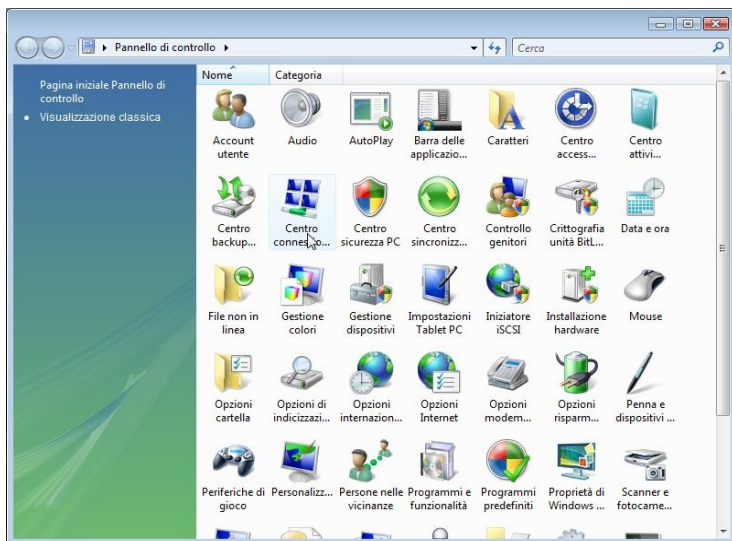 Pannello di controllo
Cerca
Pagina iniziale Pannello di
controllo
Visualizzazione classica
Nome Categoria
Account
utente
Audio
AutoPlay
Barra delle
applicazio...
Caratteri
Centro
access...
Centro
attivi...
Centro
backup...
Centro
Centro
sicurezza PC
Centro
sincronizz...
Controllo
genitori
Crittografia
unità BitL...
Data e ora
File non in
linea
Gestione
colori
Gestione
dispositivi
Impostazioni
Tablet PC
Iniziatore
iSCSI
Installazione
hardware
Mouse
Opzioni
cartella
Opzioni di
indicizzazi...
Opzioni
internazion...
Opzioni
Internet
Opzioni
modem...
Opzioni
risparm...
Penna e
dispositivi ...
Periferiche di
gioco
Personalizz...
Persone nelle
vicinanze
Programmi e
funzionalità
Programmi
predefiniti
Proprietà di
Windows ...
Scanner e
fotocame...